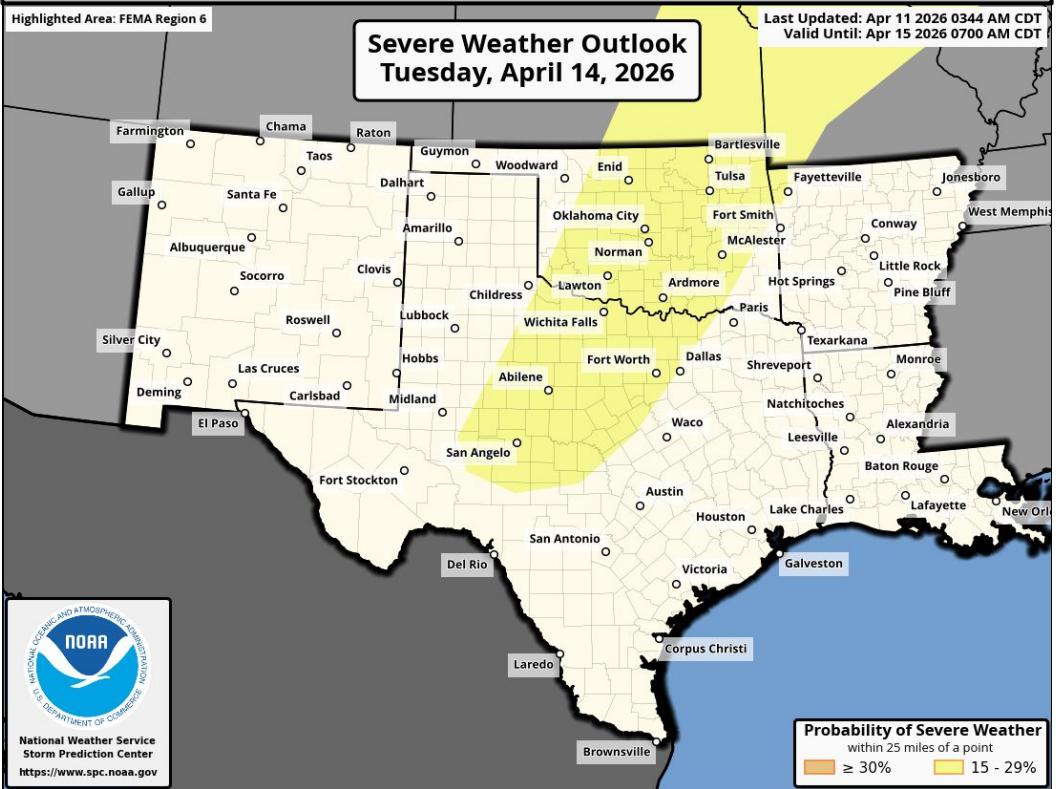 Highlighted Area: FEMA Region 6
Last Updated: Apr 11 2026 0344 AM CDT
Valid Until: Apr 15 2026 0700 AM CDT
Severe Weather Outlook
Tuesday, April 14, 2026
Farmington
Chama
Raton
Taos
Guymon
Woodward
Enid
Bartlesville
Tulsa
Fayetteville
Jonesboro
Gallup
Santa Fe
Dalhart
Oklahoma City
Fort Smith
West Memphis
Albuquerque
Amarillo
Norman
McAlester
Conway
Little Rock
Socorro
Clovis
Childress
Lawton
Ardmore
Hot Springs
Pine Bluff
Roswell
Lubbock
Wichita Falls
Paris
Silver City
Texarkana
Las Cruces
Hobbs
Fort Worth
Dallas
Shreveport
Monroe
Deming
Carlsbad
Midland
Abilene
Natchitoches
El Paso
Waco
Leesville
Alexandria
San Angelo
Fort Stockton
Baton Rouge
Austin
Houston
Lake Charles
Lafayette
New Orl
San Antonio
Del Rio
Victoria
Galveston
Laredo
Corpus Christi
Brownsville
NATIONAL OCEANIC AND ATMOSPHERIC ADMINISTRATION
NOAA
U.S. DEPARTMENT OF COMMERCE
National Weather Service
Storm Prediction Center
https://www.spc.noaa.gov
Probability of Severe Weather
within 25 miles of a point
≥ 30%
15 - 29%